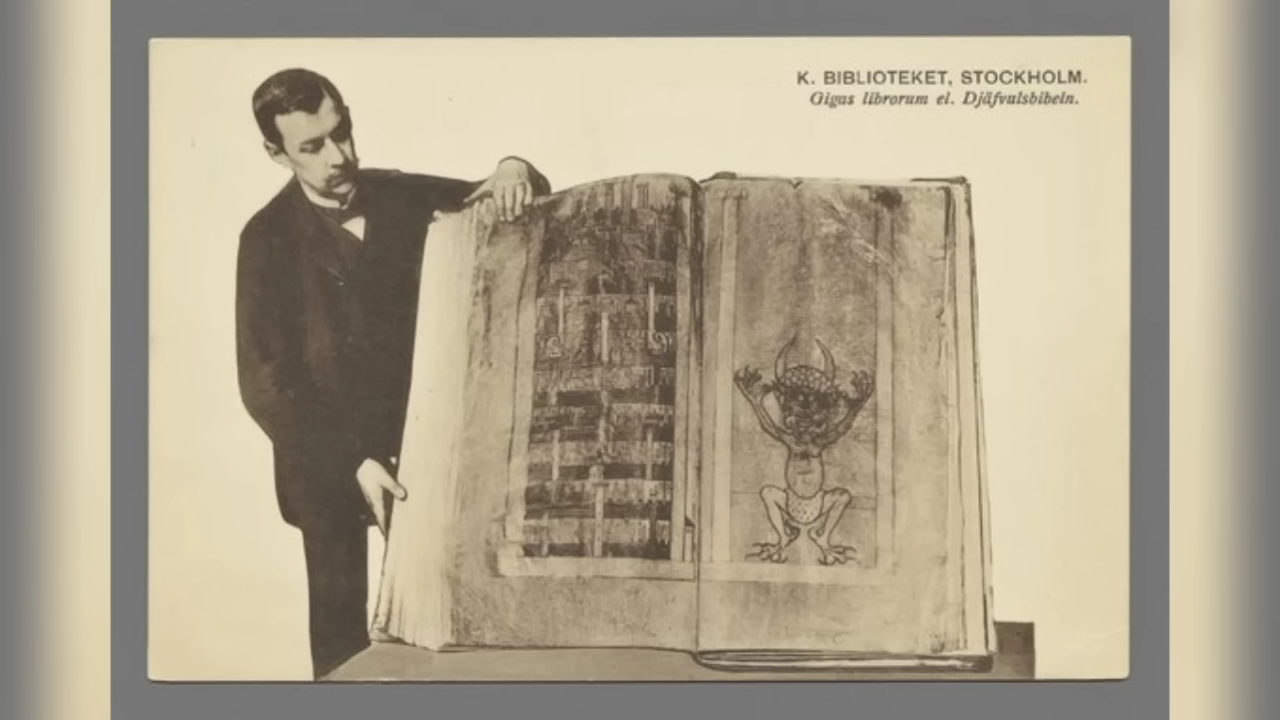 K. BIBLIOTEKET, STOCKHOLM.
Gigas librorum el. Djäfvulsbibeln.